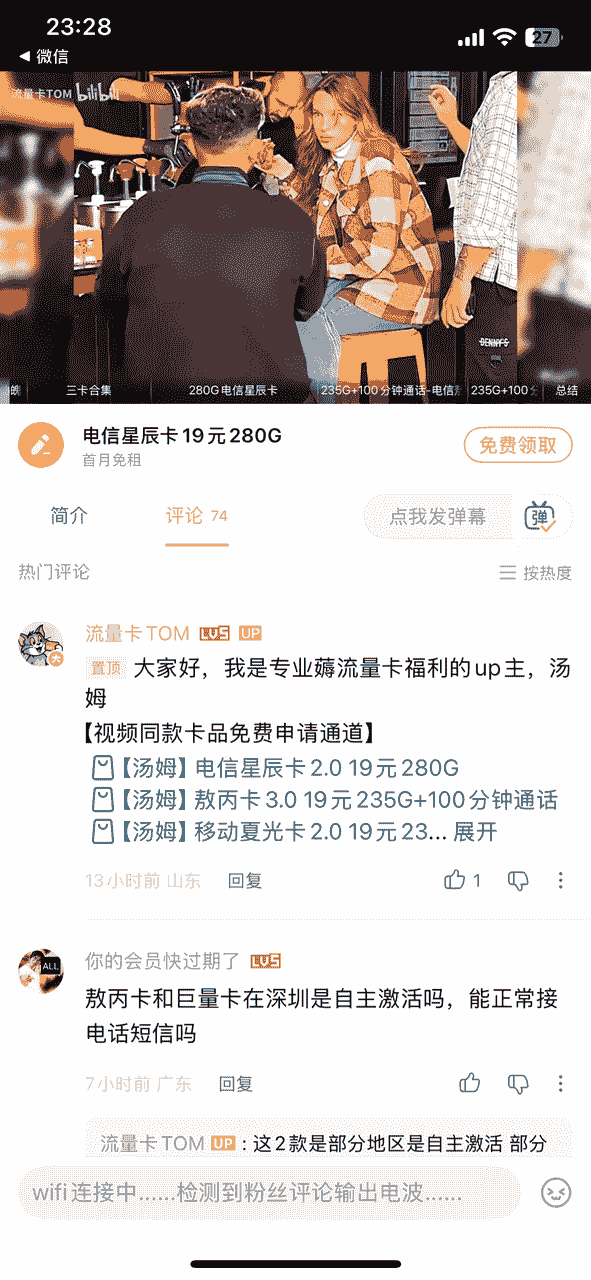 23:28
27
◀ 微信
流量卡TOM bilibili
DENNYS
三卡合集
280G电信星辰卡
235G+100分钟通话-电信
235G+100分
总结
电信星辰卡19元280G
首月免租
免费领取
简介
评论 74
点我发弹幕
弹
热门评论
按热度
流量卡TOM LV5 UP
置顶 大家好，我是专业薅流量卡福利的up主，汤
姆
【视频同款卡品免费申请通道】
【汤姆】电信星辰卡2.0 19元280G
【汤姆】敖丙卡3.0 19元235G+100分钟通话
【汤姆】移动夏光卡2.0 19元23... 展开
13小时前 山东 回复
1
ALL
你的会员快过期了 LV5
敖丙卡和巨量卡在深圳是自主激活吗，能正常接
电话短信吗
7小时前 广东 回复
流量卡TOM UP : 这2款是部分地区是自主激活 部分
wifi连接中......检测到粉丝评论输出电波......